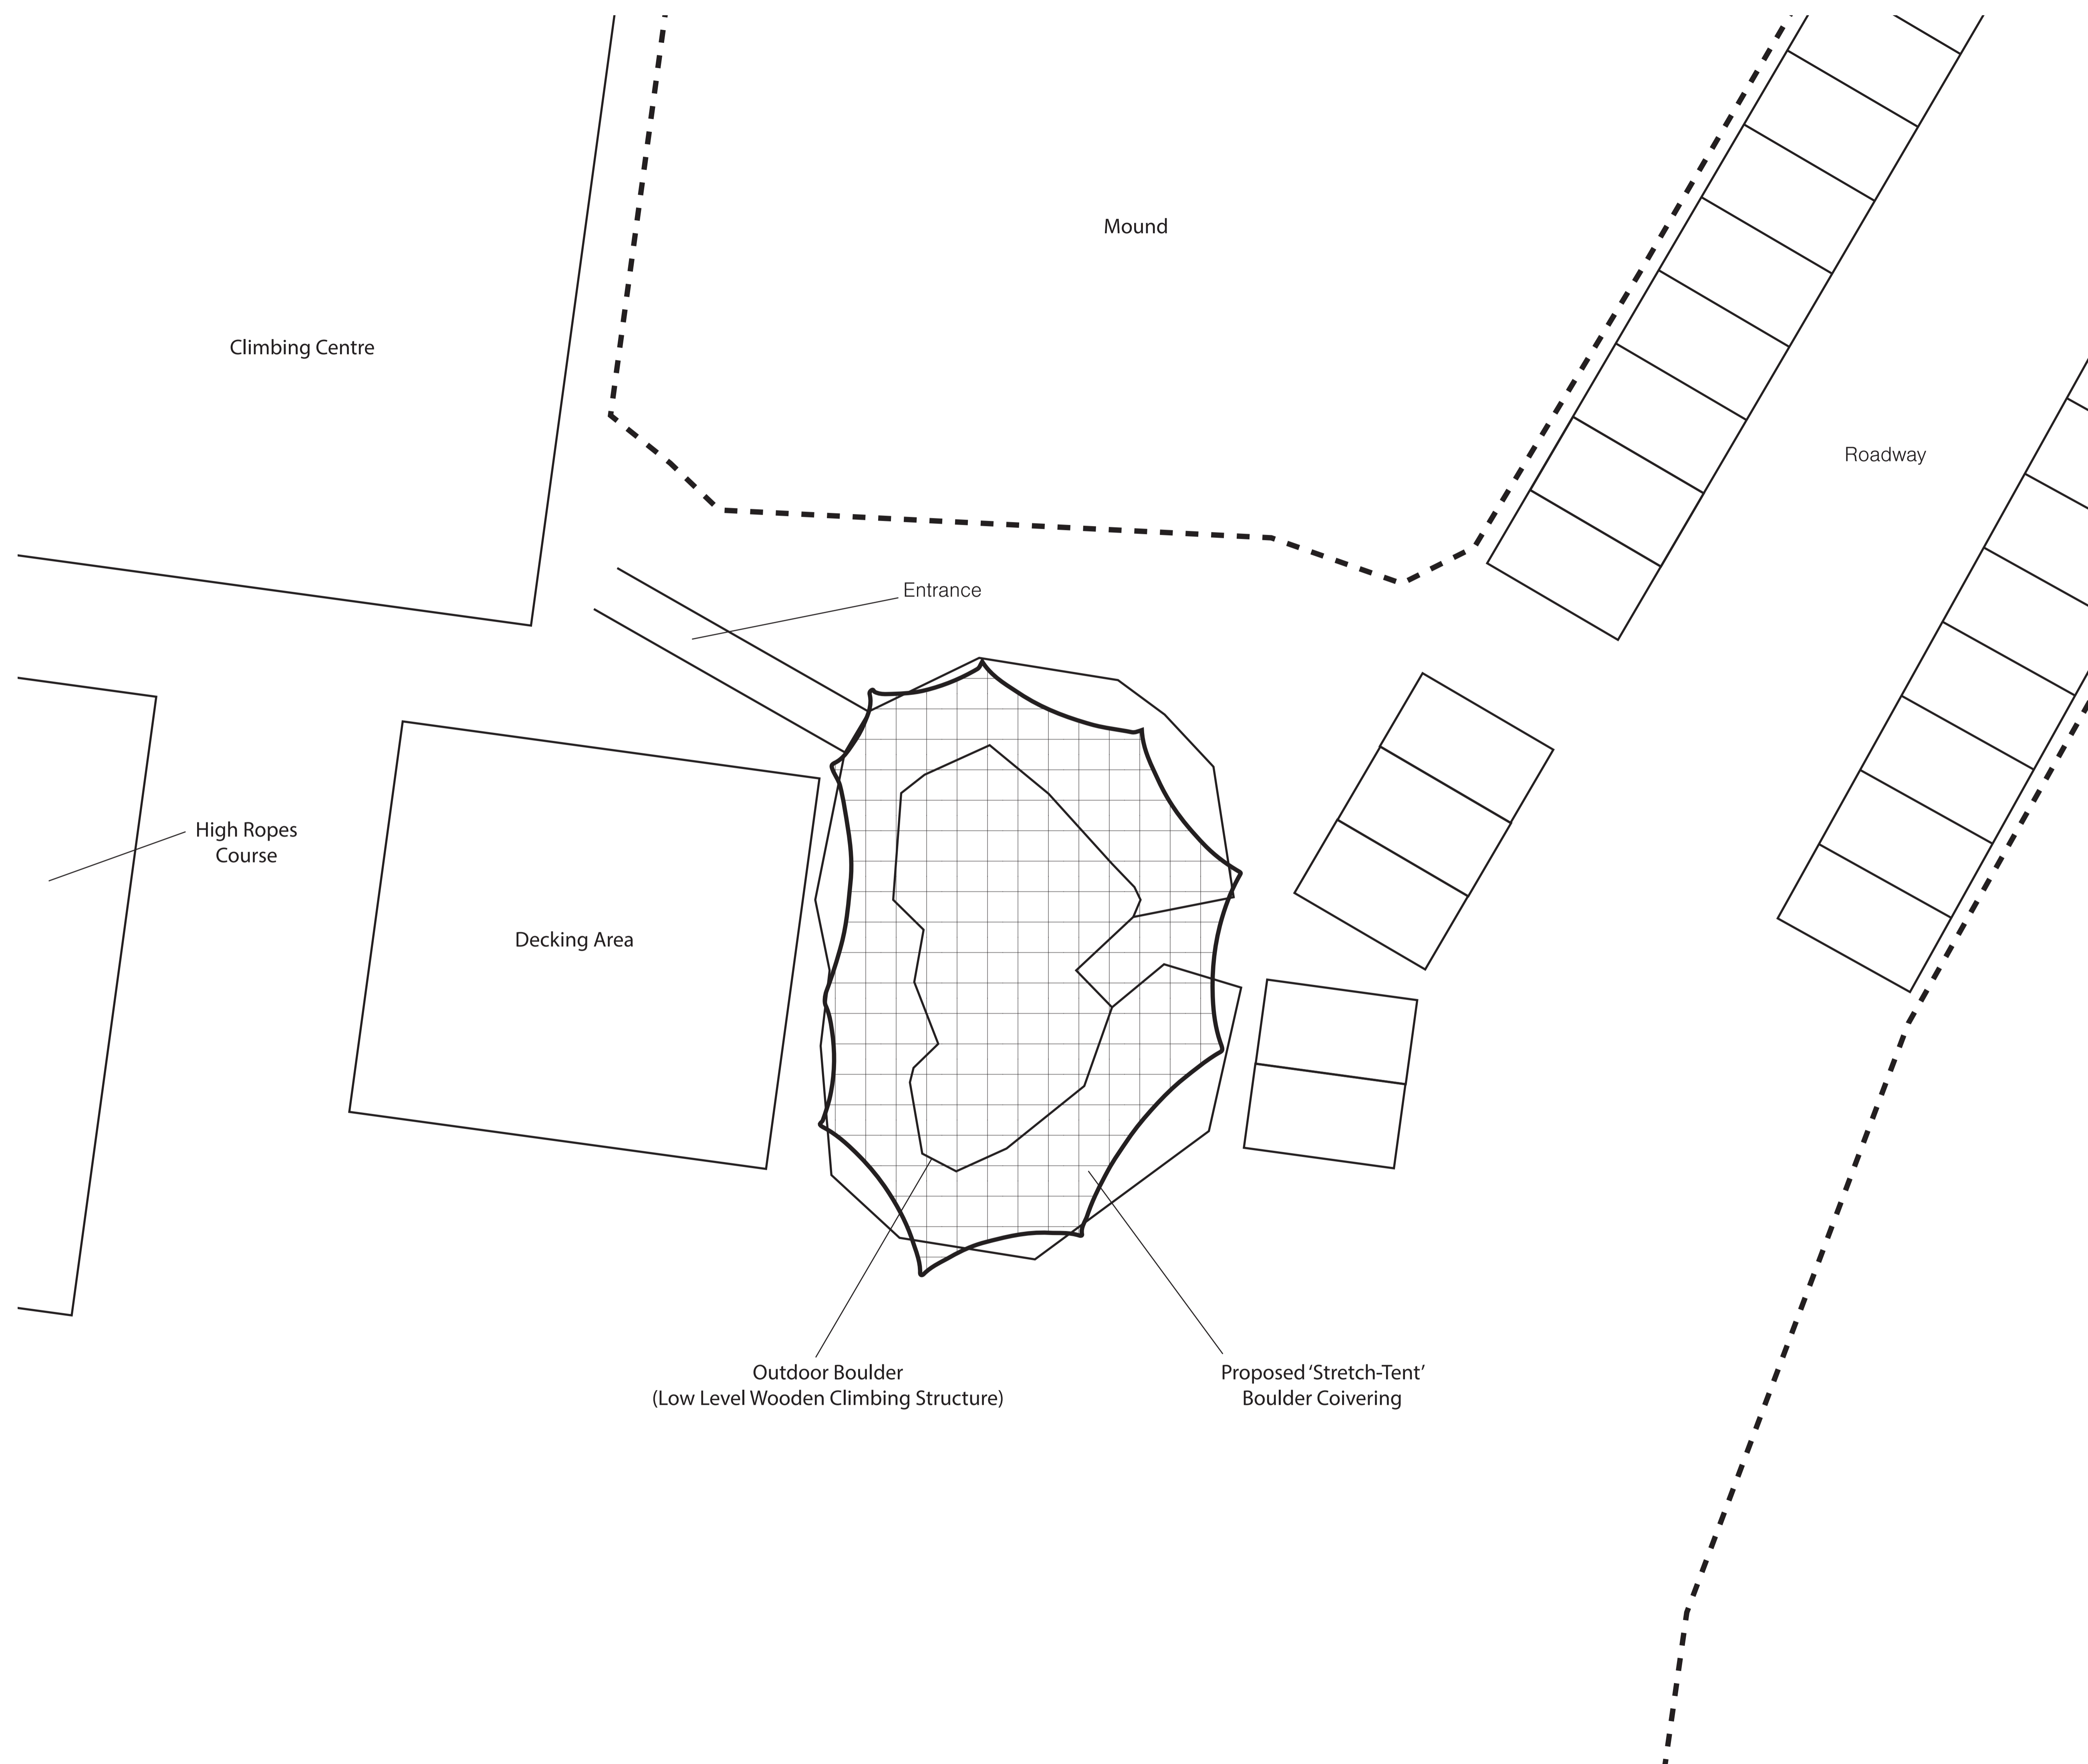 Mound
Climbing Centre
Roadway
Entrance
High Ropes
Course
Decking Area
Outdoor Boulder
(Low Level Wooden Climbing Structure)
Proposed ‘Stretch-Tent’
Boulder Coivering